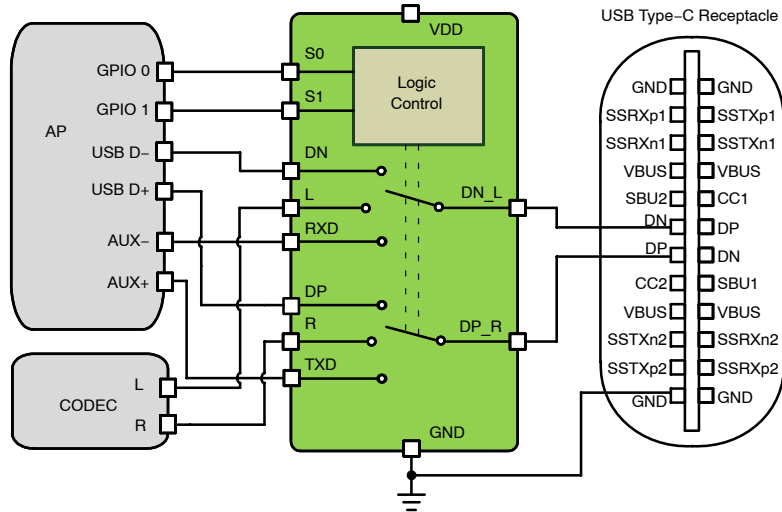 USB Type−C Receptacle
AP
GPIO 0
GPIO 1
USB D−
USB D+
AUX−
AUX+
CODEC
L
R
VDD
S0
S1
Logic
Control
DN
L
RXD
DP
R
TXD
DN_L
DP_R
GND
GND GND
SSRXp1 SSTXp1
SSRXn1 SSTXn1
VBUS VBUS
SBU2 CC1
DN DP
DP DN
CC2 SBU1
VBUS VBUS
SSTXn2 SSRXn2
SSTXp2 SSRXp2
GND GND